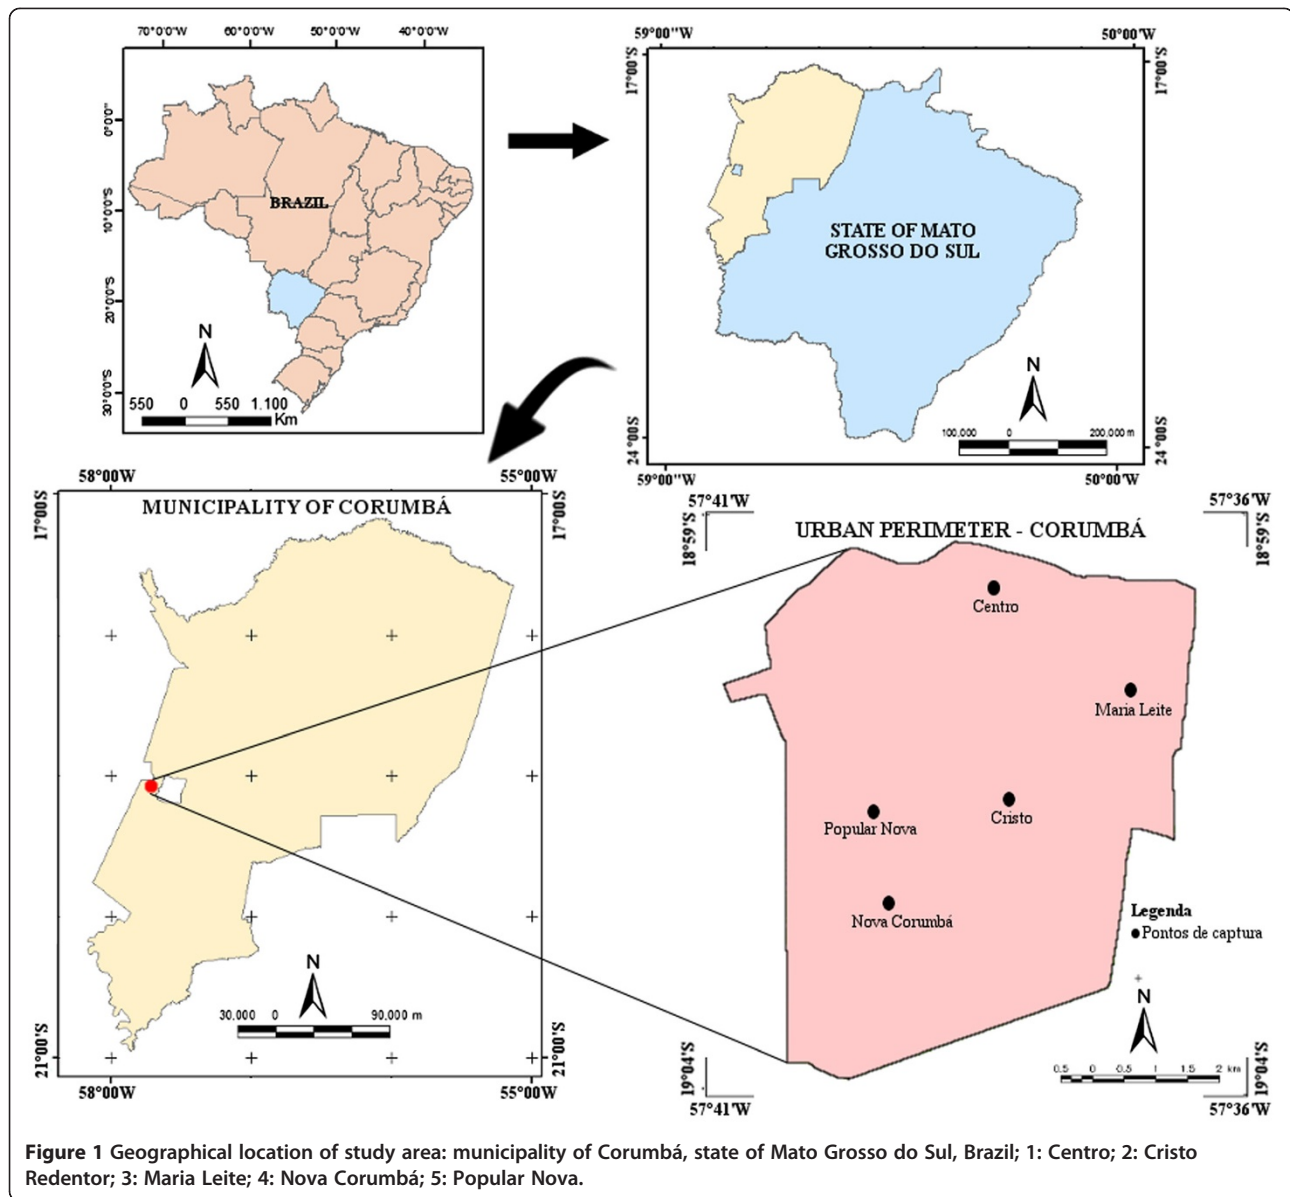 70°0'0"W 60°0'0"W 50°0'0"W 40°0'0"W
0°0'0"
10°0'0"S
20°0'0"S
30°0'0"S
BRAZIL
N
550 0 550 1.100
Km
59°00"W 50°00'W
17°00'S 17°00'S
STATE OF MATO
GROSSO DO SUL
N
100.000 0 200.000 m
24°00'S 24°00'S
59°00"W 50°00'W
58°00'W 55°00'W
17°00'S 17°00'S
MUNICIPALITY OF CORUMBÁ
N
30.000 0 90.000 m
21°00'S 21°00'S
58°00'W 55°00'W
57°41'W 57°36'W
18°59'S 18°59'S
URBAN PERIMETER - CORUMBÁ
Centro
Maria Leite
Cristo
Popular Nova
Nova Corumbá
Legenda
Pontos de captura
N
0.5 0 0.5 1 1.5 2 km
19°04'S 19°04'S
57°41'W 57°36'W
Figure 1 Geographical location of study area: municipality of Corumbá, state of Mato Grosso do Sul, Brazil; 1: Centro; 2: Cristo
Redentor; 3: Maria Leite; 4: Nova Corumbá; 5: Popular Nova.